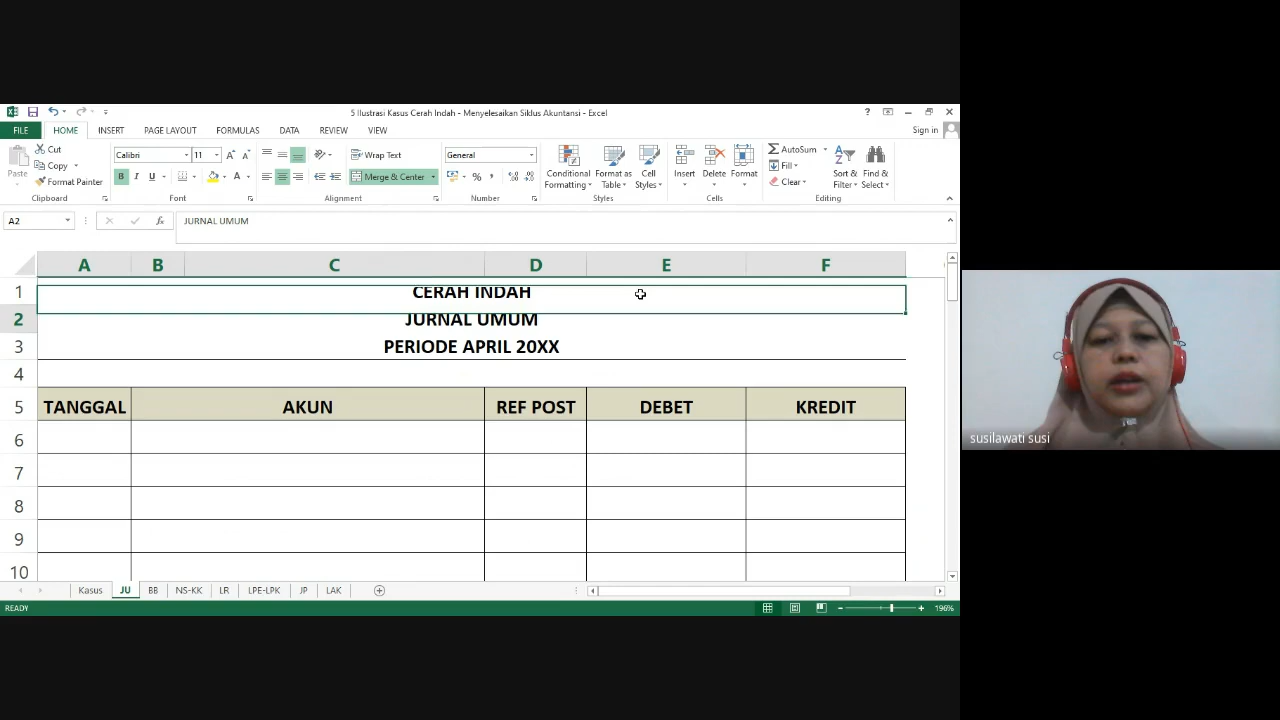 5 Ilustrasi Kasus Cerah Indah - Menyelesaikan Siklus Akuntansi - Excel
FILE HOME INSERT PAGE LAYOUT FORMULAS DATA REVIEW VIEW Sign in
Paste
Cut
Copy
Format Painter
Clipboard
Calibri 11
B I U
Font
Wrap Text
Merge & Center
Alignment
General
Number
Conditional Formatting
Format as Table
Cell Styles
Styles
Insert
Delete
Format
Cells
AutoSum
Fill
Clear
Sort & Filter
Find & Select
Editing
A2 fx JURNAL UMUM
A B C D E F
1 CERAH INDAH
2 JURNAL UMUM
3 PERIODE APRIL 20XX
4
5 TANGGAL AKUN REF POST DEBET KREDIT
6
7
8
9
10
Kasus JU BB NS-KK LR LPE-LPK JP LAK
READY 196%
susilawati susi